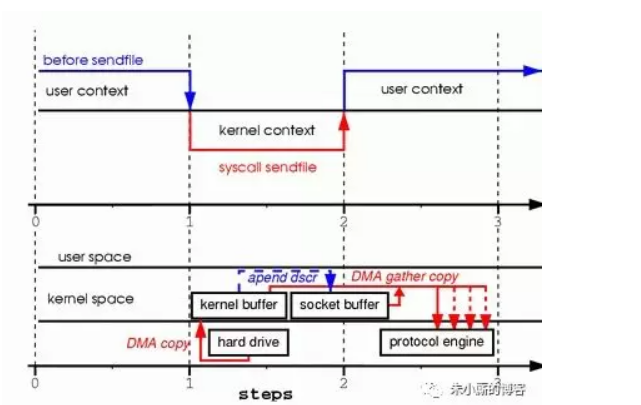 before sendfile
user context
user context
kernel context
syscall sendfile
0 1 2 3
user space
apend dscr DMA gather copy
kernel space
kernel buffer socket buffer
DMA copy hard drive protocol engine
0 1 2 3
steps
朱小厮的博客